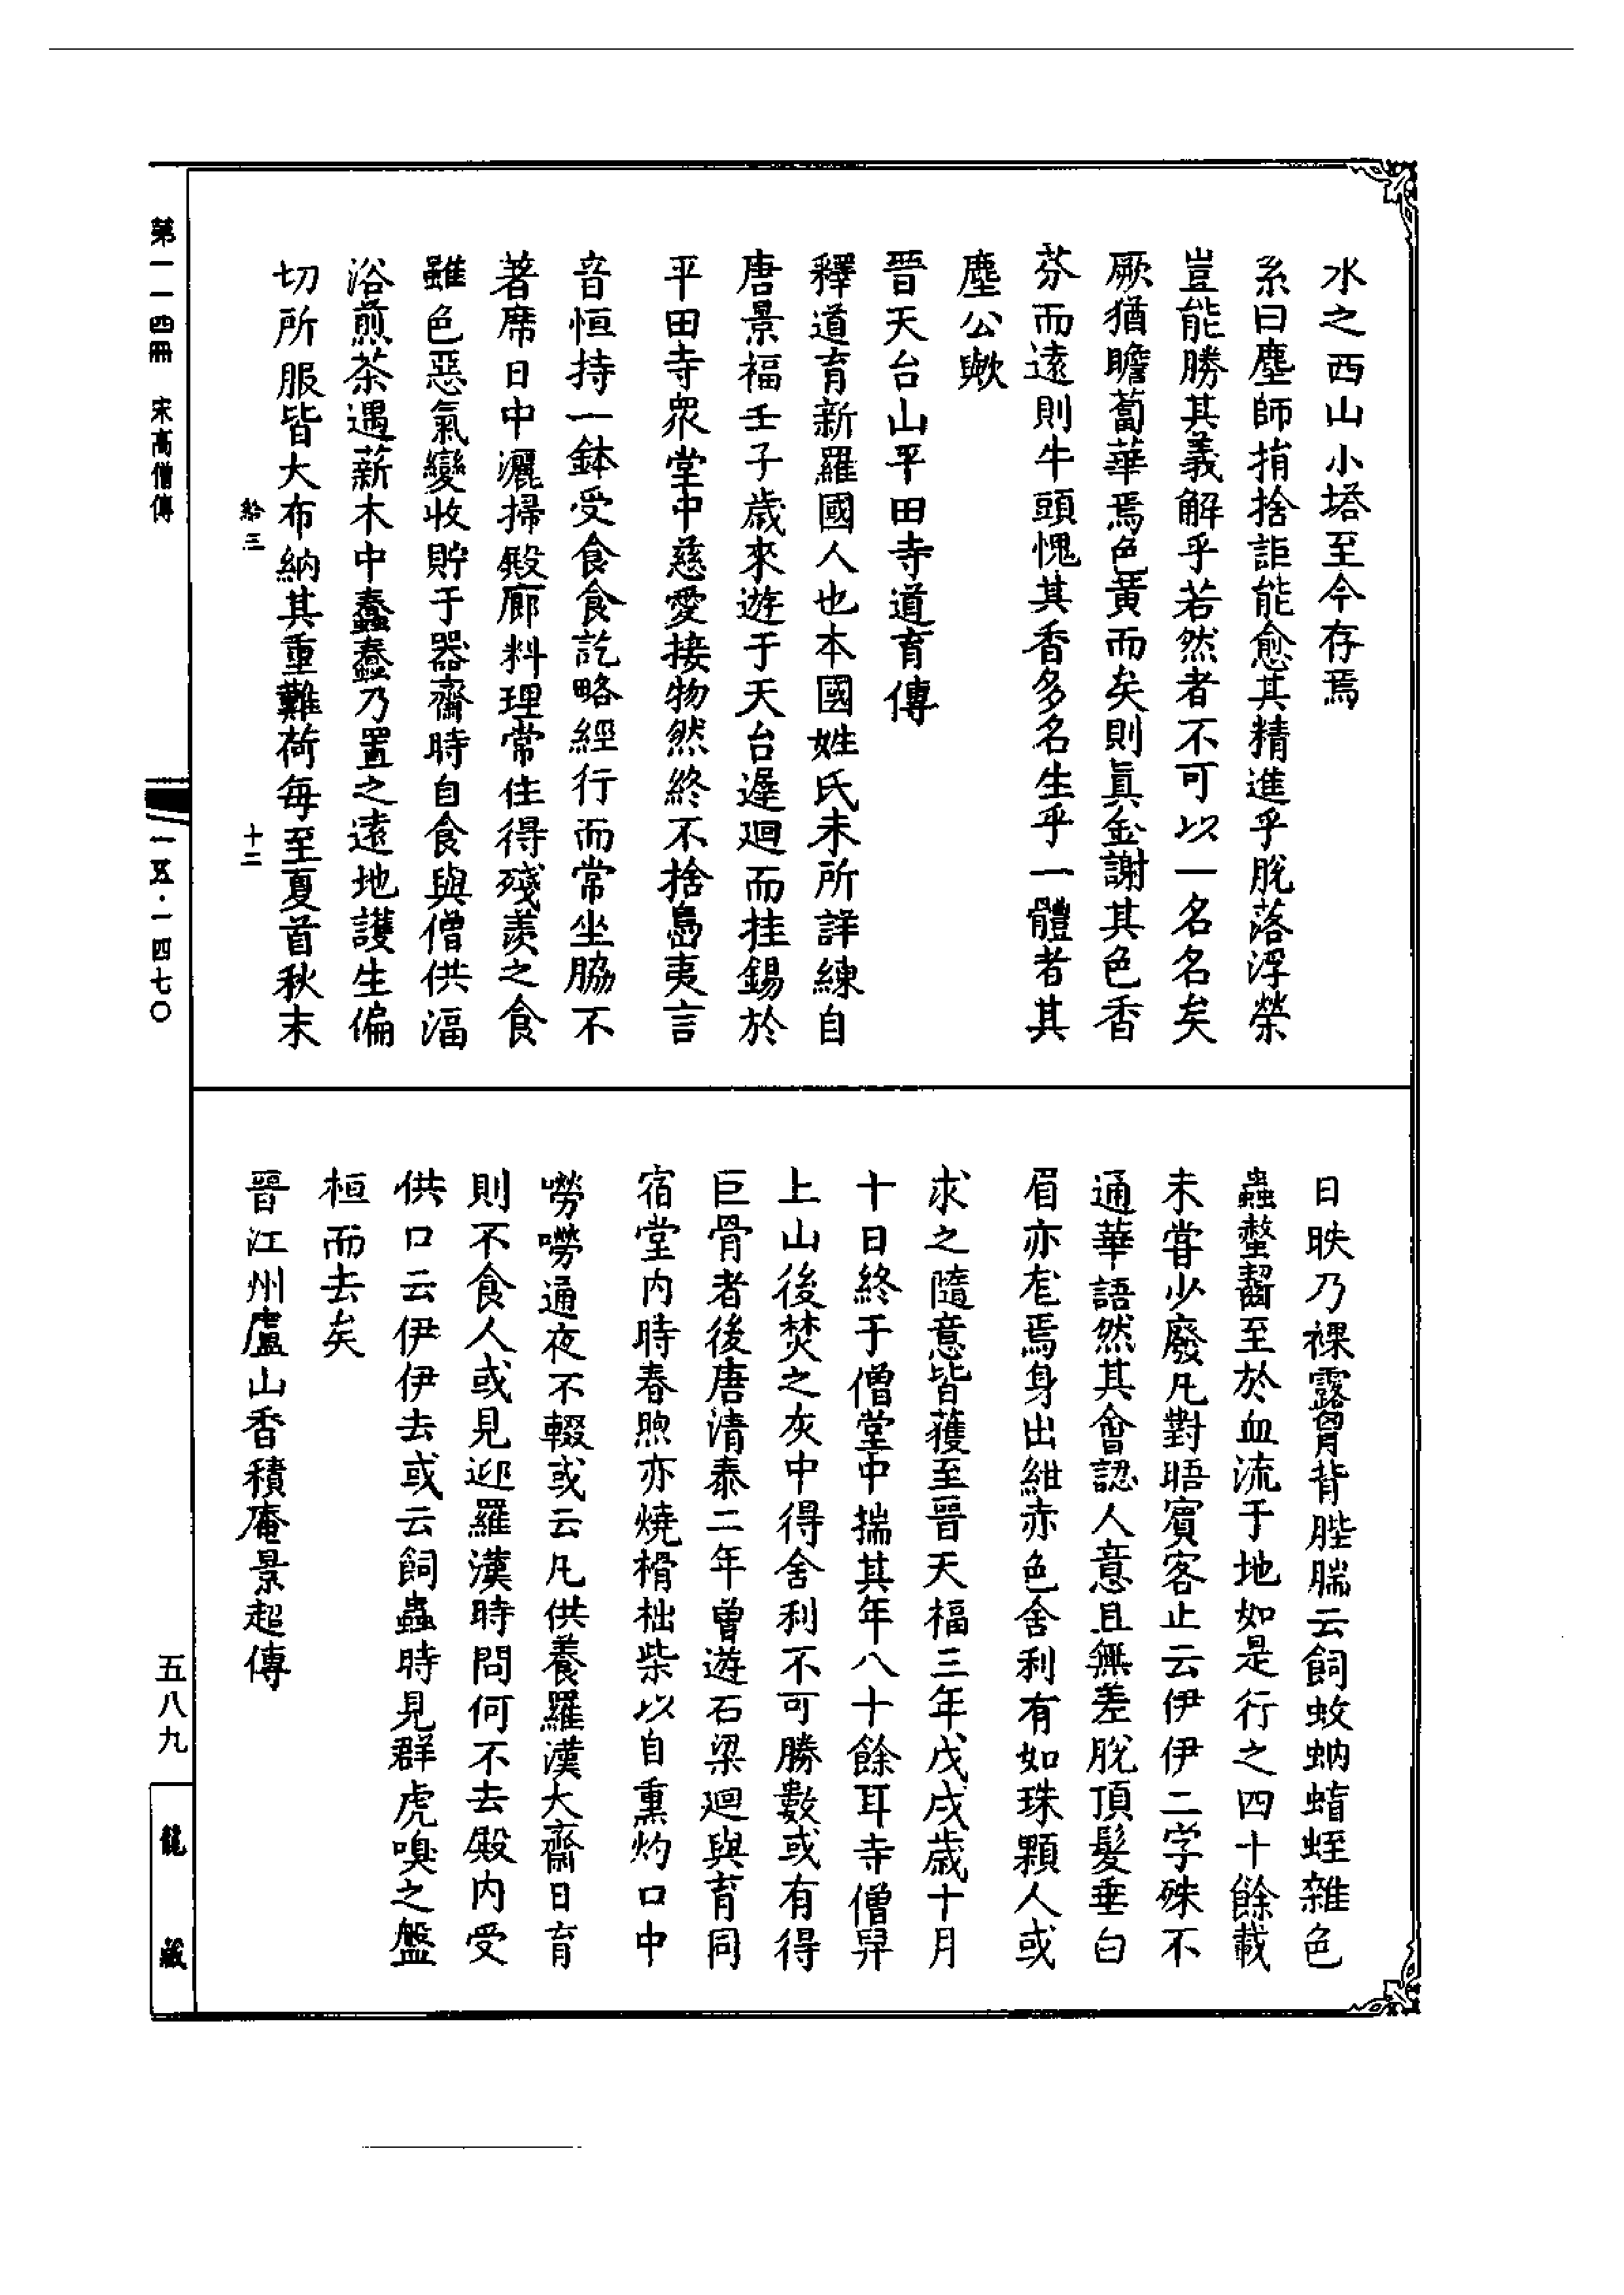 水之西山小塔至今存焉
系曰塵師捐捨詎能愈其精進乎脫落浮榮
豈能勝其義解乎若然者不可以一名名矣
厥猶瞻蔔華焉色黃而矣則眞金謝其色香
芬而遠則牛頭愧其香多名生乎一體者其
塵公歟
晉天台山平田寺道育傳
釋道育新羅國人也本國姓氏未所詳練自
唐景福壬子歲來遊于天台遲迴而挂錫於
平田寺衆堂中慈愛接物然終不捨島夷言
音恒持一鉢受食食訖略經行而常坐脇不
著席日中灑掃殿廊料理常住得殘羨之食
雖色惡氣變收貯于器齋時自食與僧供湢
浴煎茶遇薪木中蠢蠢乃置之遠地護生偏
切所服皆大布納其重難荷每至夏首秋末
日昳乃裸露胷背胜腨云飼蚊蚋蝔蛭雜色
蟲螫齧至於血流于地如是行之四十餘載
未甞少廢凡對晤賓客止云伊伊二字殊不
通華語然其會認人意且無差脫頂髮垂白
眉亦尨焉身出紺赤色舍利有如珠顆人或
求之隨意皆獲至晉天福三年戊戌歲十月
十日終于僧堂中揣其年八十餘耳寺僧舁
上山後焚之灰中得舍利不可勝數或有得
巨骨者後唐清泰二年曾遊石梁迴與育同
宿堂內時春煦亦燒榾柮柴以自熏灼口中
嘮嘮通夜不輟或云凡供養羅漢大齋日育
則不食人或見迎羅漢時問何不去殿內受
供口云伊伊去或云飼蟲時見群虎嗅之盤
桓而去矣
晉江州廬山香積庵景超傳
給三
十二
第一一四冊 宋高僧傳
一五·一四七〇
五八九
龍藏